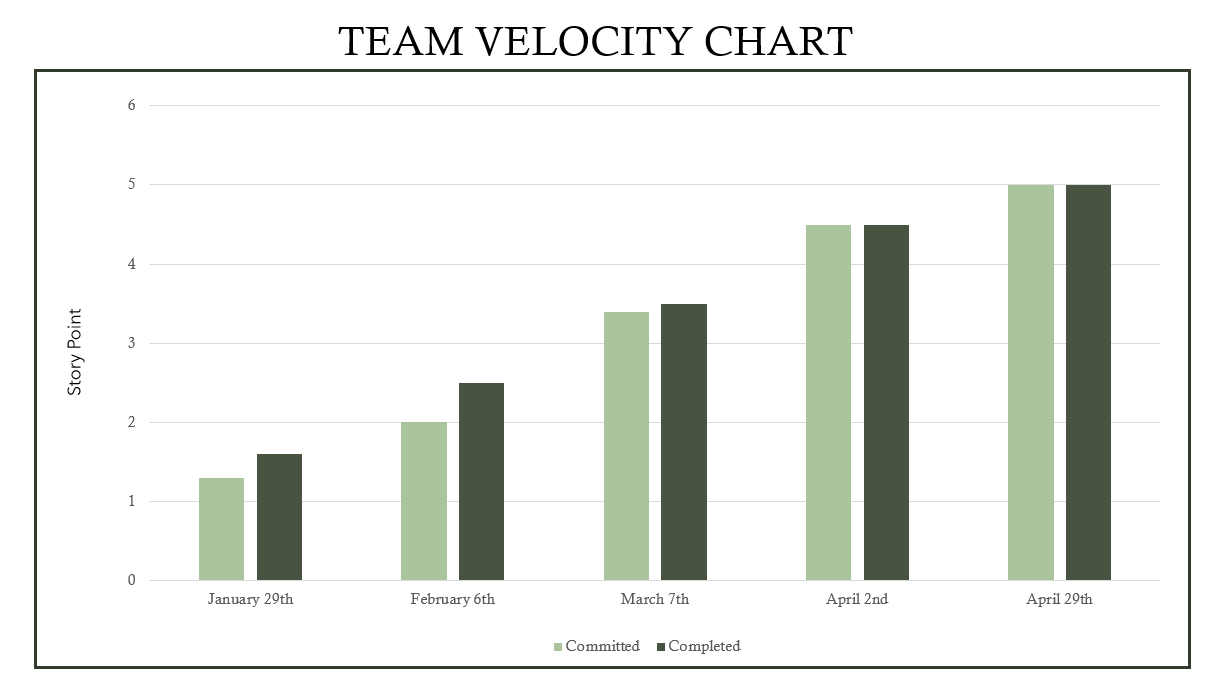 TEAM VELOCITY CHART
6
5
4
3
2
1
0
Story Point
January 29th February 6th March 7th April 2nd April 29th
Committed Completed